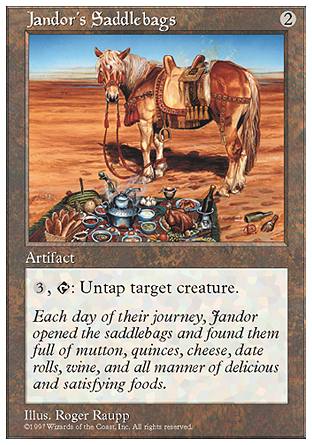 Jandor's Saddlebags 2
Artifact
3, : Untap target creature.
Each day of their journey, Jandor
opened the saddlebags and found them
full of mutton, quinces, cheese, date
rolls, wine, and all manner of delicious
and satisfying foods.
Illus. Roger Raupp
©1997 Wizards of the Coast, Inc. All rights reserved.